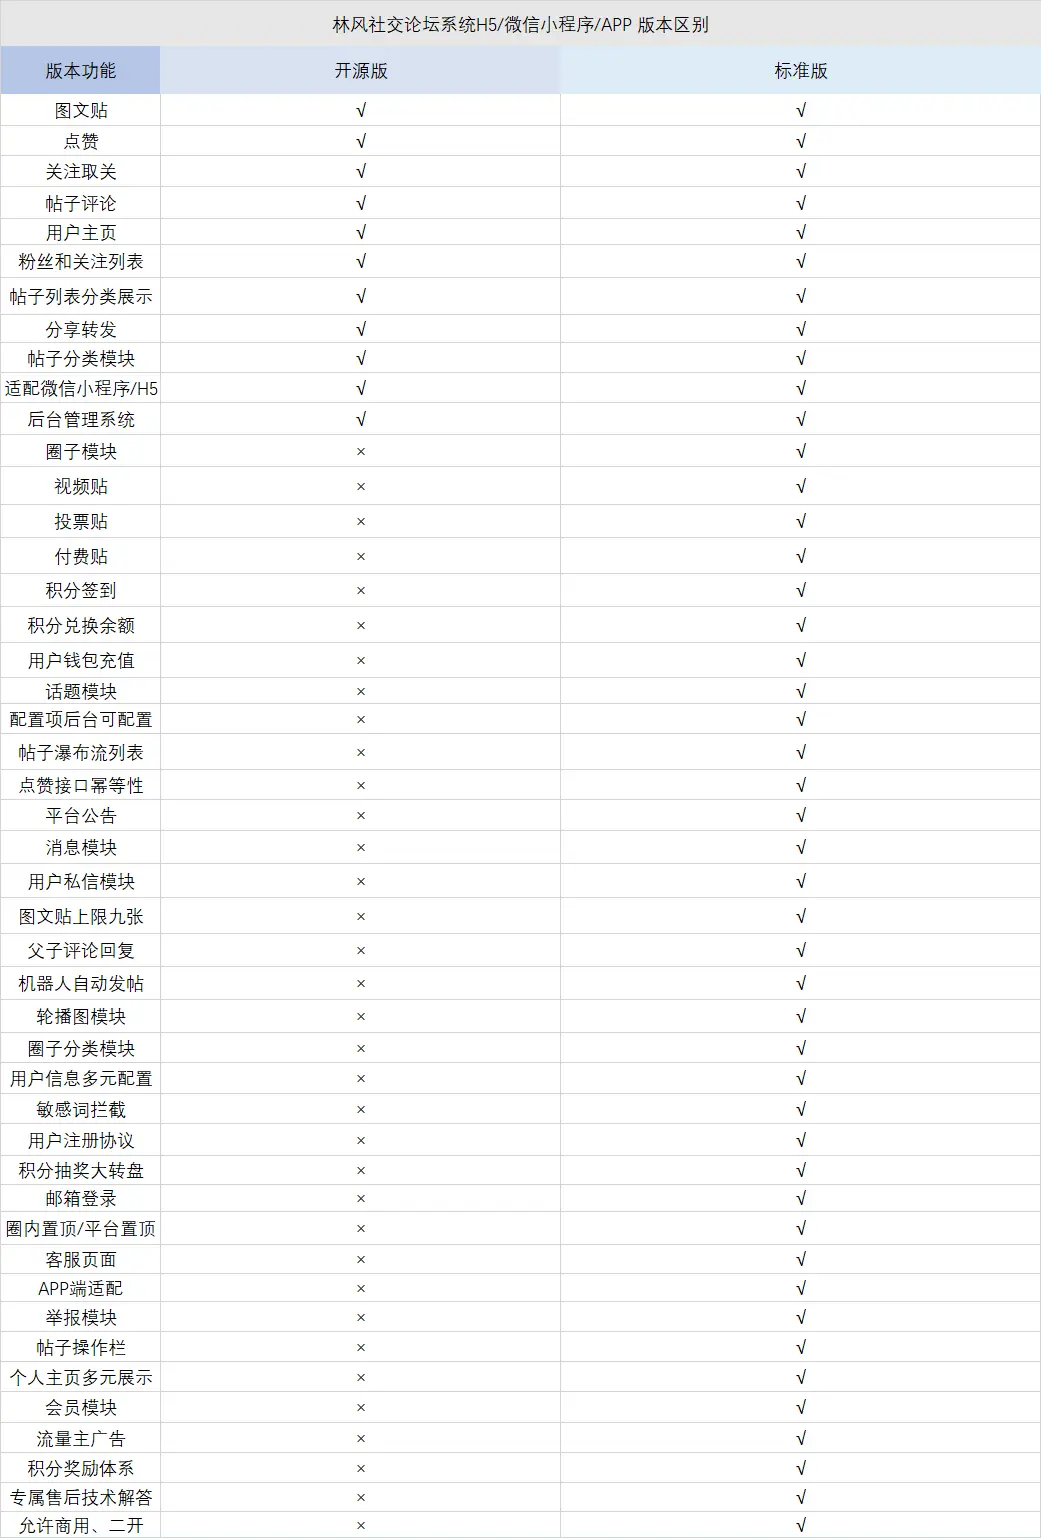 林风社交论坛系统H5/微信小程序/APP 版本区别
版本功能 开源版 标准版
图文贴 √ √
点赞 √ √
关注取关 √ √
帖子评论 √ √
用户主页 √ √
粉丝和关注列表 √ √
帖子列表分类展示 √ √
分享转发 √ √
帖子分类模块 √ √
适配微信小程序/H5 √ √
后台管理系统 √ √
圈子模块 × √
视频贴 × √
投票贴 × √
付费贴 × √
积分签到 × √
积分兑换余额 × √
用户钱包充值 × √
话题模块 × √
配置项后台可配置 × √
帖子瀑布流列表 × √
点赞接口幂等性 × √
平台公告 × √
消息模块 × √
用户私信模块 × √
图文贴上限九张 × √
父子评论回复 × √
机器人自动发帖 × √
轮播图模块 × √
圈子分类模块 × √
用户信息多元配置 × √
敏感词拦截 × √
用户注册协议 × √
积分抽奖大转盘 × √
邮箱登录 × √
圈内置顶/平台置顶 × √
客服页面 × √
APP端适配 × √
举报模块 × √
帖子操作栏 × √
个人主页多元展示 × √
会员模块 × √
流量主广告 × √
积分奖励体系 × √
专属售后技术解答 × √
允许商用、二开 × √